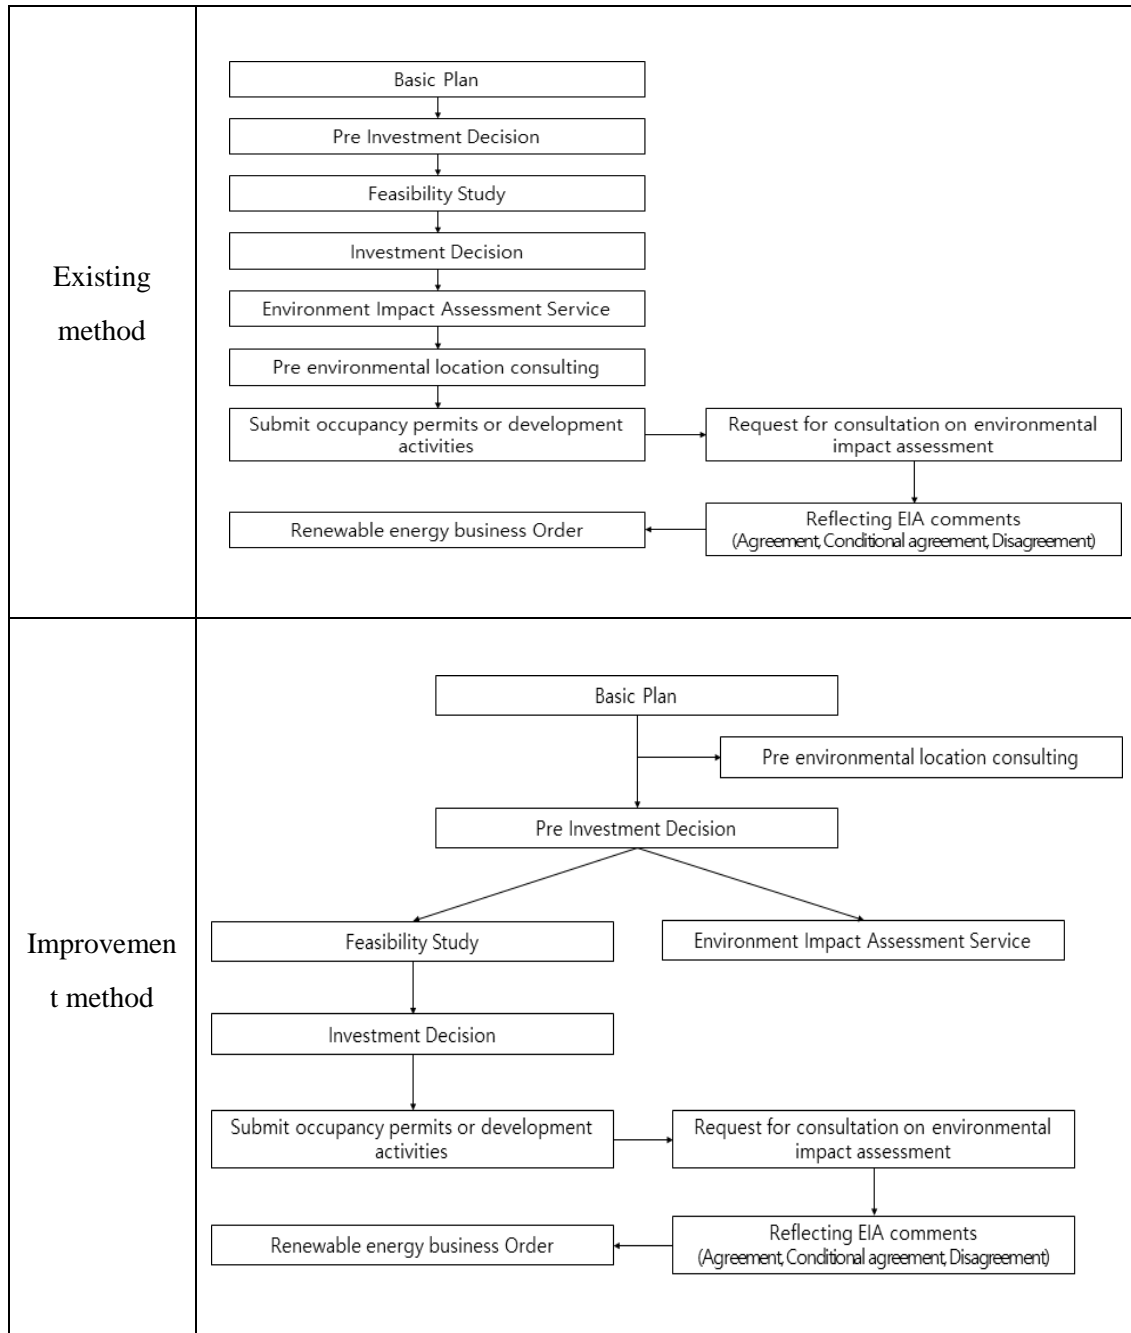 Existing
method
Basic Plan
Pre Investment Decision
Feasibility Study
Investment Decision
Environment Impact Assessment Service
Pre environmental location consulting
Submit occupancy permits or development
activities
Request for consultation on environmental
impact assessment
Reflecting EIA comments
(Agreement, Conditional agreement, Disagreement)
Renewable energy business Order
Improvemen
t method
Basic Plan
Pre environmental location consulting
Pre Investment Decision
Feasibility Study
Environment Impact Assessment Service
Investment Decision
Submit occupancy permits or development
activities
Request for consultation on environmental
impact assessment
Reflecting EIA comments
(Agreement, Conditional agreement, Disagreement)
Renewable energy business Order